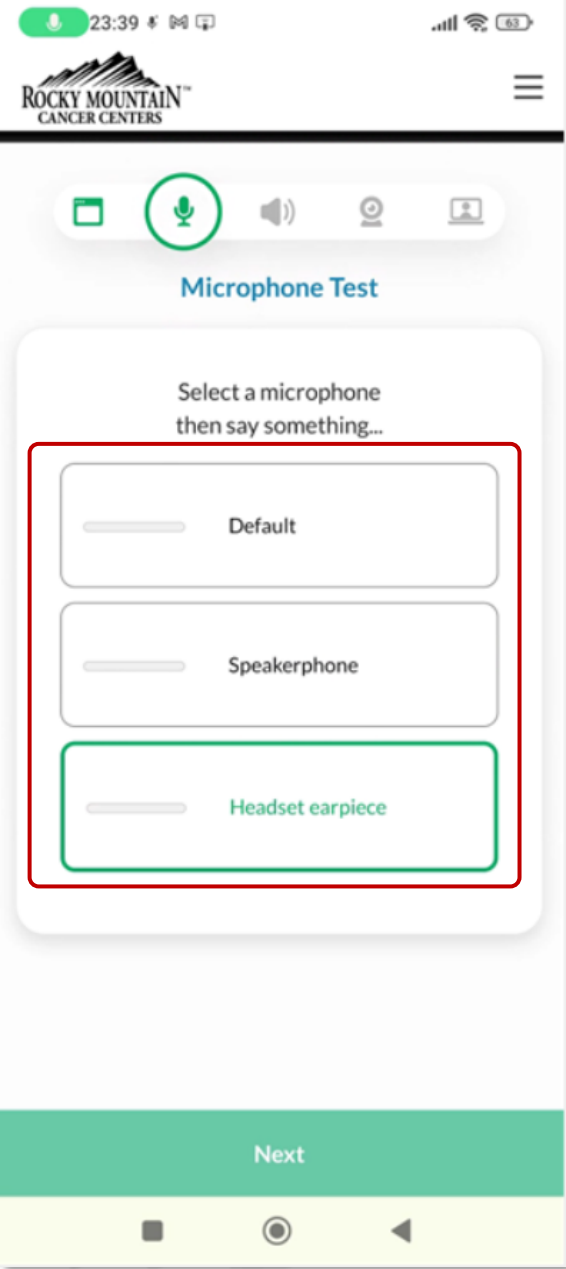 23:39
63
ROCKY MOUNTAIN™
CANCER CENTERS
Microphone Test
Select a microphone
then say something...
Default
Speakerphone
Headset earpiece
Next